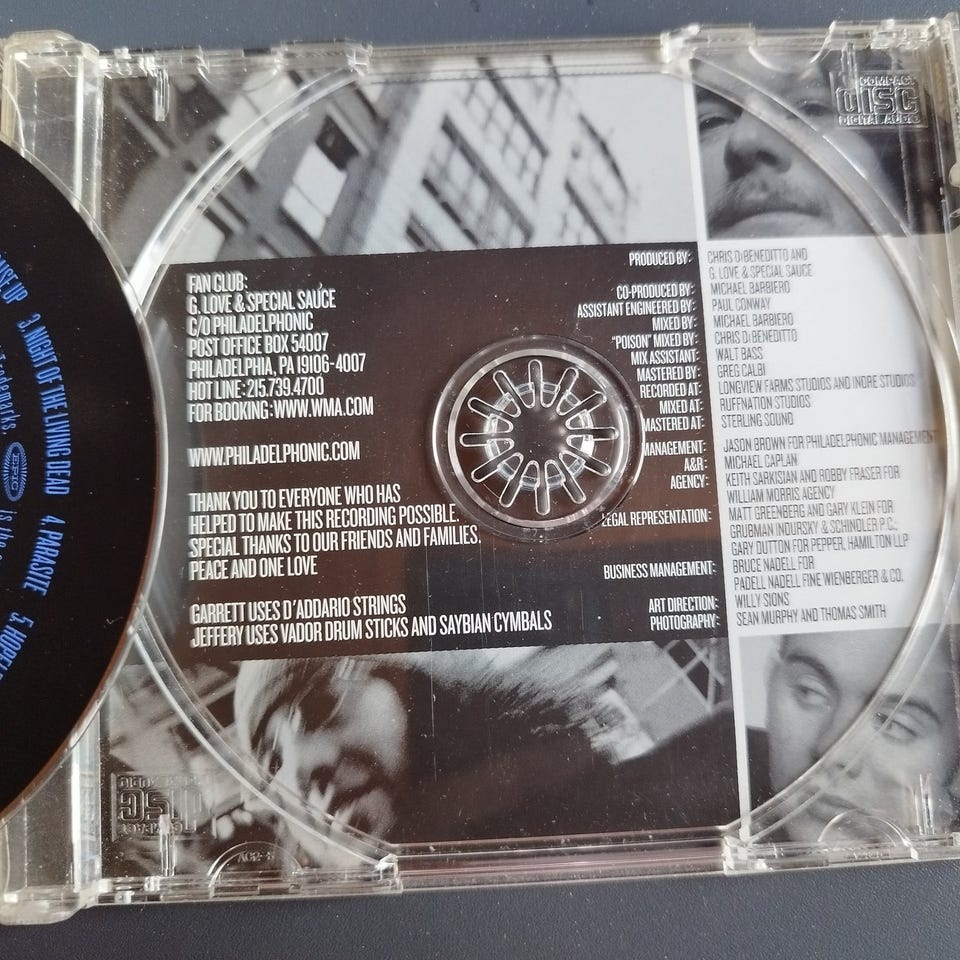 RISE UP 3. NIGHT OF THE LIVING DEAD 4. PARASITE 5.
EPIC
COMPACT
DISC
DIGITAL AUDIO
FAN CLUB:
G. LOVE & SPECIAL SAUCE
C/O PHILADELPHONIC
POST OFFICE BOX 54007
PHILADELPHIA, PA 19106-4007
HOT LINE: 215.739.4700
FOR BOOKING: WWW.WMA.COM
WWW.PHILADELPHONIC.COM
THANK YOU TO EVERYONE WHO HAS
HELPED TO MAKE THIS RECORDING POSSIBLE.
SPECIAL THANKS TO OUR FRIENDS AND FAMILIES.
PEACE AND ONE LOVE
GARRETT USES D'ADDARIO STRINGS
JEFFERY USES VADOR DRUM STICKS AND SAYBIAN CYMBALS
PRODUCED BY:
CO-PRODUCED BY:
ASSISTANT ENGINEERED BY:
MIXED BY:
"POISON" MIXED BY:
MIX ASSISTANT:
MASTERED BY:
RECORDED AT:
MIXED AT:
MASTERED AT:
MANAGEMENT:
A&R:
AGENCY:
LEGAL REPRESENTATION:
BUSINESS MANAGEMENT:
ART DIRECTION:
PHOTOGRAPHY:
CHRIS DIBENEDITTO AND
G. LOVE & SPECIAL SAUCE
MICHAEL BARBIERO
PAUL CONWAY
MICHAEL BARBIERO
CHRIS DIBENEDITTO
WALT BASS
GREG CALBI
LONGVIEW FARMS STUDIOS AND INDRE STUDIOS
RUFFNATION STUDIOS
STERLING SOUND
JASON BROWN FOR PHILADELPHONIC MANAGEMENT
MICHAEL CAPLAN
KEITH SARKISIAN AND ROBBY FRASER FOR
WILLIAM MORRIS AGENCY
MATT GREENBERG AND GARY KLEIN FOR
GRUBMAN INDURSKY & SCHINDLER P.C.,
GARY DUTTON FOR PEPPER, HAMILTON LLP
BRUCE NADELL FOR
PADELL NADELL FINE WIENBERGER & CO.
WILLY SIONS
SEAN MURPHY AND THOMAS SMITH